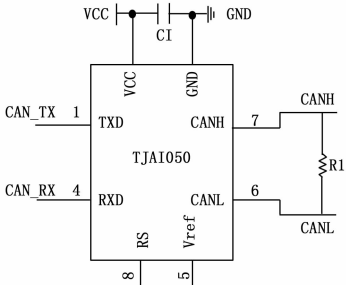 VCC
CI
GND
VCC
GND
CAN_TX 1
TXD
CANH
7
CANH
TJAI050
R1
CAN_RX 4
RXD
CANL
6
CANL
RS
Vref
8
5